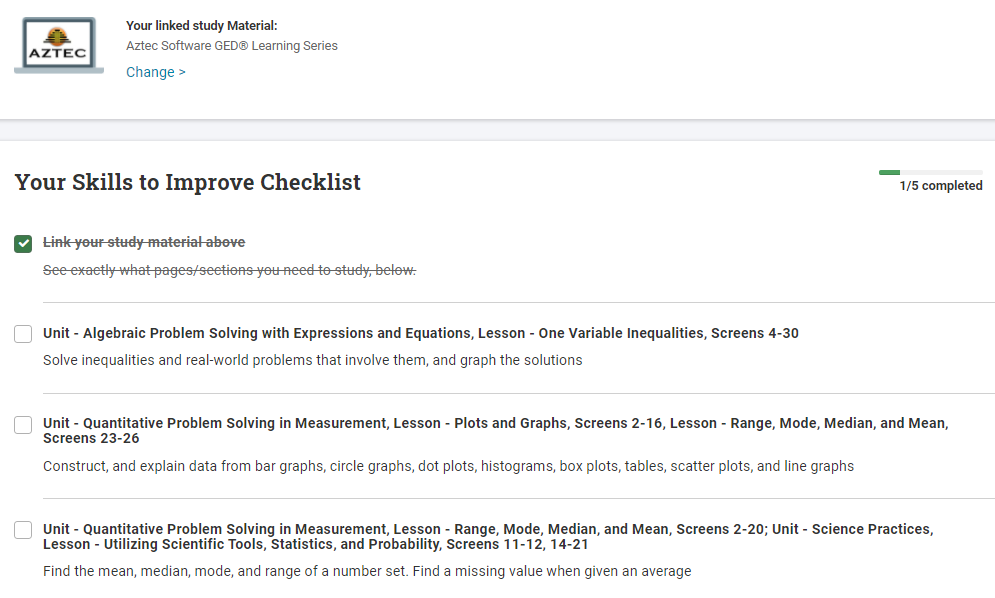 AZTEC
Your linked study Material:
Aztec Software GED® Learning Series
Change >
Your Skills to Improve Checklist
1/5 completed
Link your study material above
See exactly what pages/sections you need to study, below.
Unit - Algebraic Problem Solving with Expressions and Equations, Lesson - One Variable Inequalities, Screens 4-30
Solve inequalities and real-world problems that involve them, and graph the solutions
Unit - Quantitative Problem Solving in Measurement, Lesson - Plots and Graphs, Screens 2-16, Lesson - Range, Mode, Median, and Mean,
Screens 23-26
Construct, and explain data from bar graphs, circle graphs, dot plots, histograms, box plots, tables, scatter plots, and line graphs
Unit - Quantitative Problem Solving in Measurement, Lesson - Range, Mode, Median, and Mean, Screens 2-20; Unit - Science Practices,
Lesson - Utilizing Scientific Tools, Statistics, and Probability, Screens 11-12, 14-21
Find the mean, median, mode, and range of a number set. Find a missing value when given an average